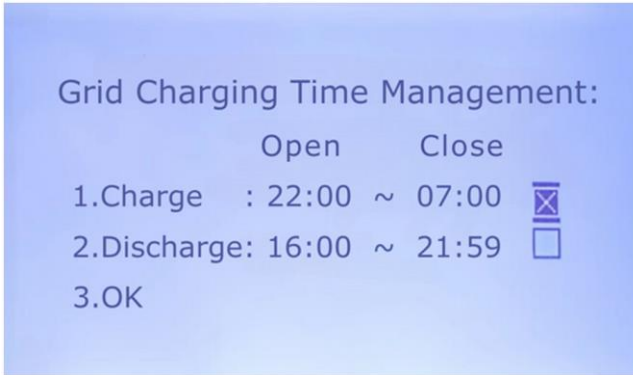 Grid Charging Time Management:
Open Close
1.Charge : 22:00 ~ 07:00
2.Discharge: 16:00 ~ 21:59
3.OK